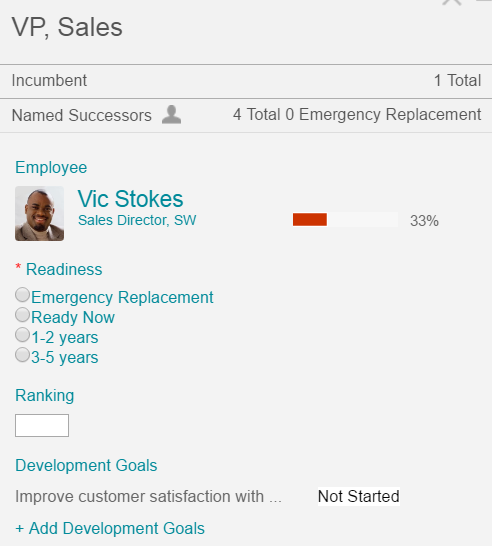 VP, Sales
Incumbent 1 Total
Named Successors 4 Total 0 Emergency Replacement
Employee
Vic Stokes
Sales Director, SW
33%
* Readiness
Emergency Replacement
Ready Now
1-2 years
3-5 years
Ranking
Development Goals
Improve customer satisfaction with ... Not Started
+ Add Development Goals